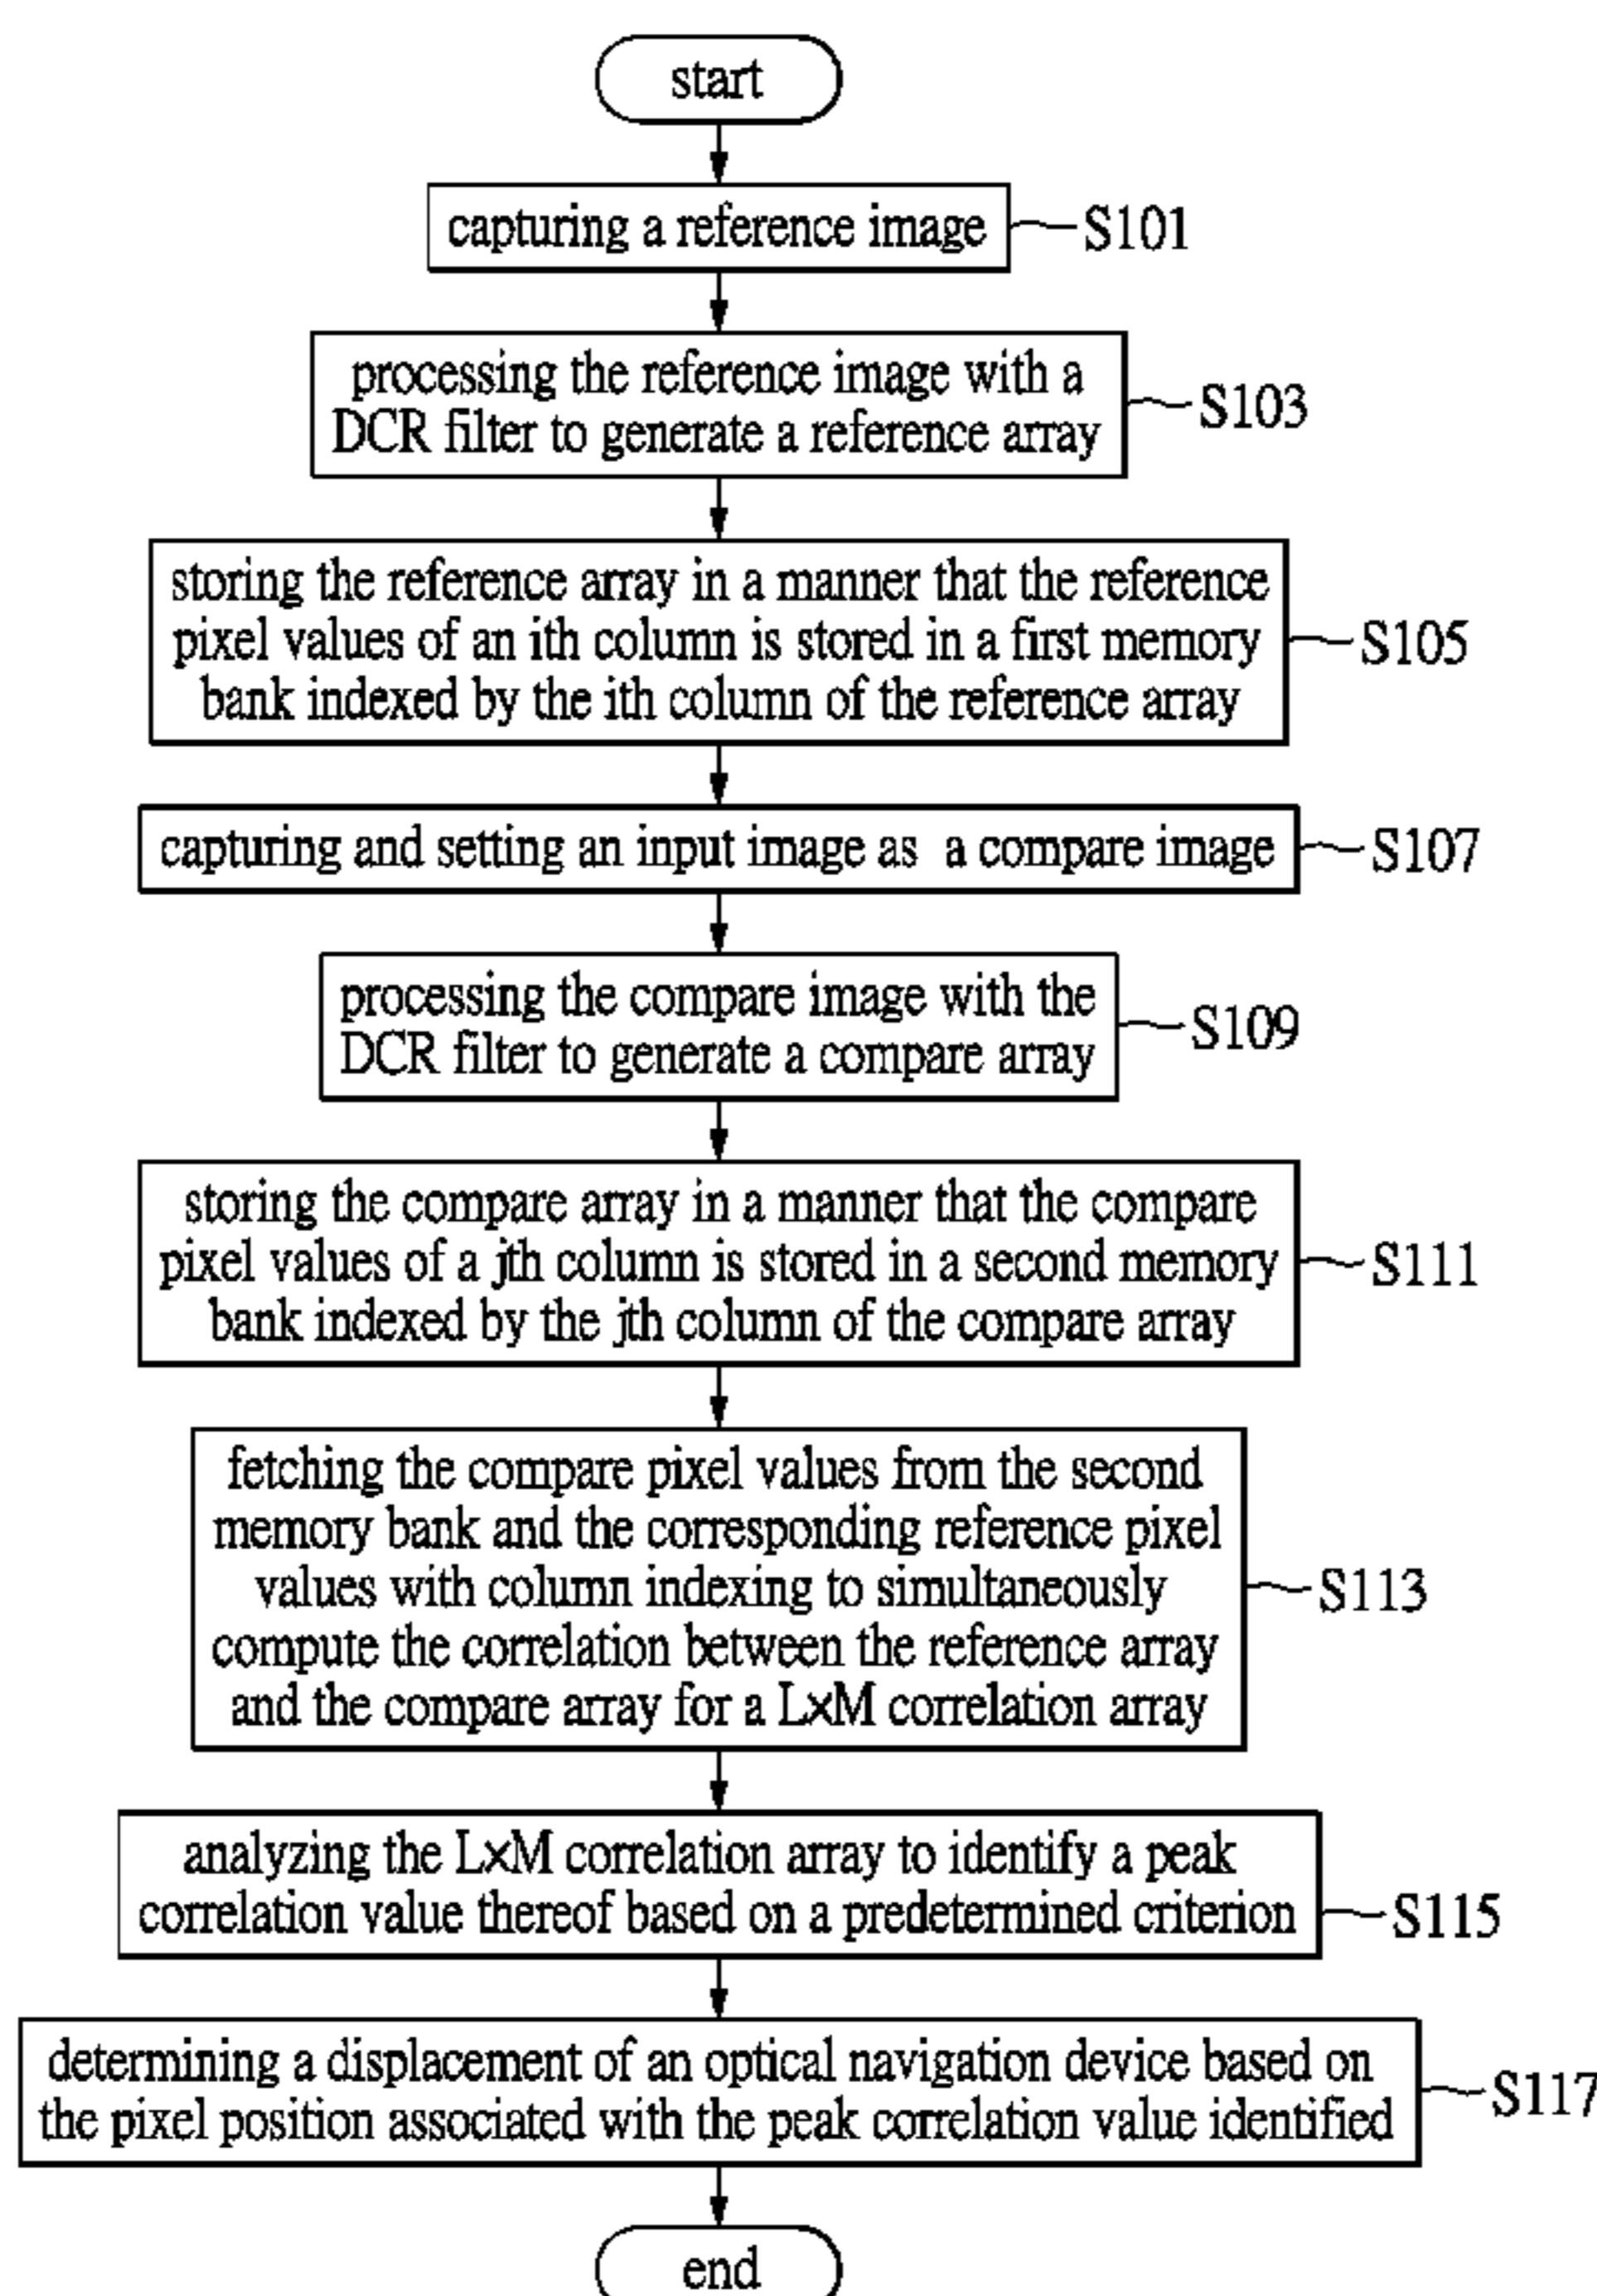 start
capturing a reference image
S101
processing the reference image with a
DCR filter to generate a reference array
S103
storing the reference array in a manner that the reference
pixel values of an ith column is stored in a first memory
bank indexed by the ith column of the reference array
S105
capturing and setting an input image as a compare image
S107
processing the compare image with the
DCR filter to generate a compare array
S109
storing the compare array in a manner that the compare
pixel values of a jth column is stored in a second memory
bank indexed by the jth column of the compare array
S111
fetching the compare pixel values from the second
memory bank and the corresponding reference pixel
values with column indexing to simultaneously
compute the correlation between the reference array
and the compare array for a L×M correlation array
S113
analyzing the L×M correlation array to identify a peak
correlation value thereof based on a predetermined criterion
S115
determining a displacement of an optical navigation device based on
the pixel position associated with the peak correlation value identified
S117
end